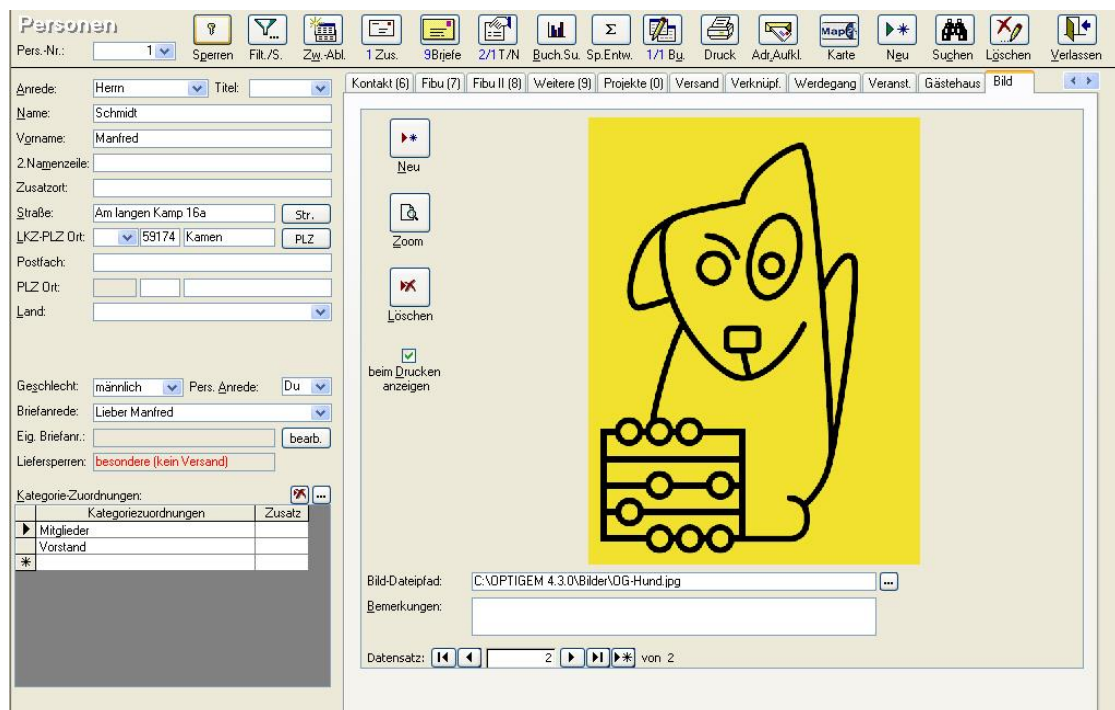 Personen
Pers.-Nr.: 1
Sperren Filt./S. Zw.-Abl. 1 Zus. 9Briefe 2/1 T/N Buch.Su. Sp.Entw. 1/1 Bu. Druck Adr.Aufkl. Karte Neu Suchen Löschen Verlassen
Map
Anrede: Herrn Titel:
Name: Schmidt
Vorname: Manfred
2.Namenzeile:
Zusatzort:
Straße: Am langen Kamp 16a Str.
LKZ-PLZ Ort: 59174 Kamen PLZ
Postfach:
PLZ Ort:
Land:
Geschlecht: männlich Pers. Anrede: Du
Briefanrede: Lieber Manfred
Eig. Briefanr.: bearb.
Liefersperren: besondere (kein Versand)
Kategorie-Zuordnungen: ...
Kategoriezuordnungen Zusatz
Mitglieder
Vorstand
Kontakt (6) Fibu (7) Fibu II (8) Weitere (9) Projekte (0) Versand Verknüpf. Werdegang Veranst. Gästehaus Bild
Neu
Zoom
Löschen
beim Drucken
anzeigen
Bild-Dateipfad: C:\OPTIGEM 4.3.0\Bilder\OG-Hund.jpg ...
Bemerkungen:
Datensatz: 2 von 2